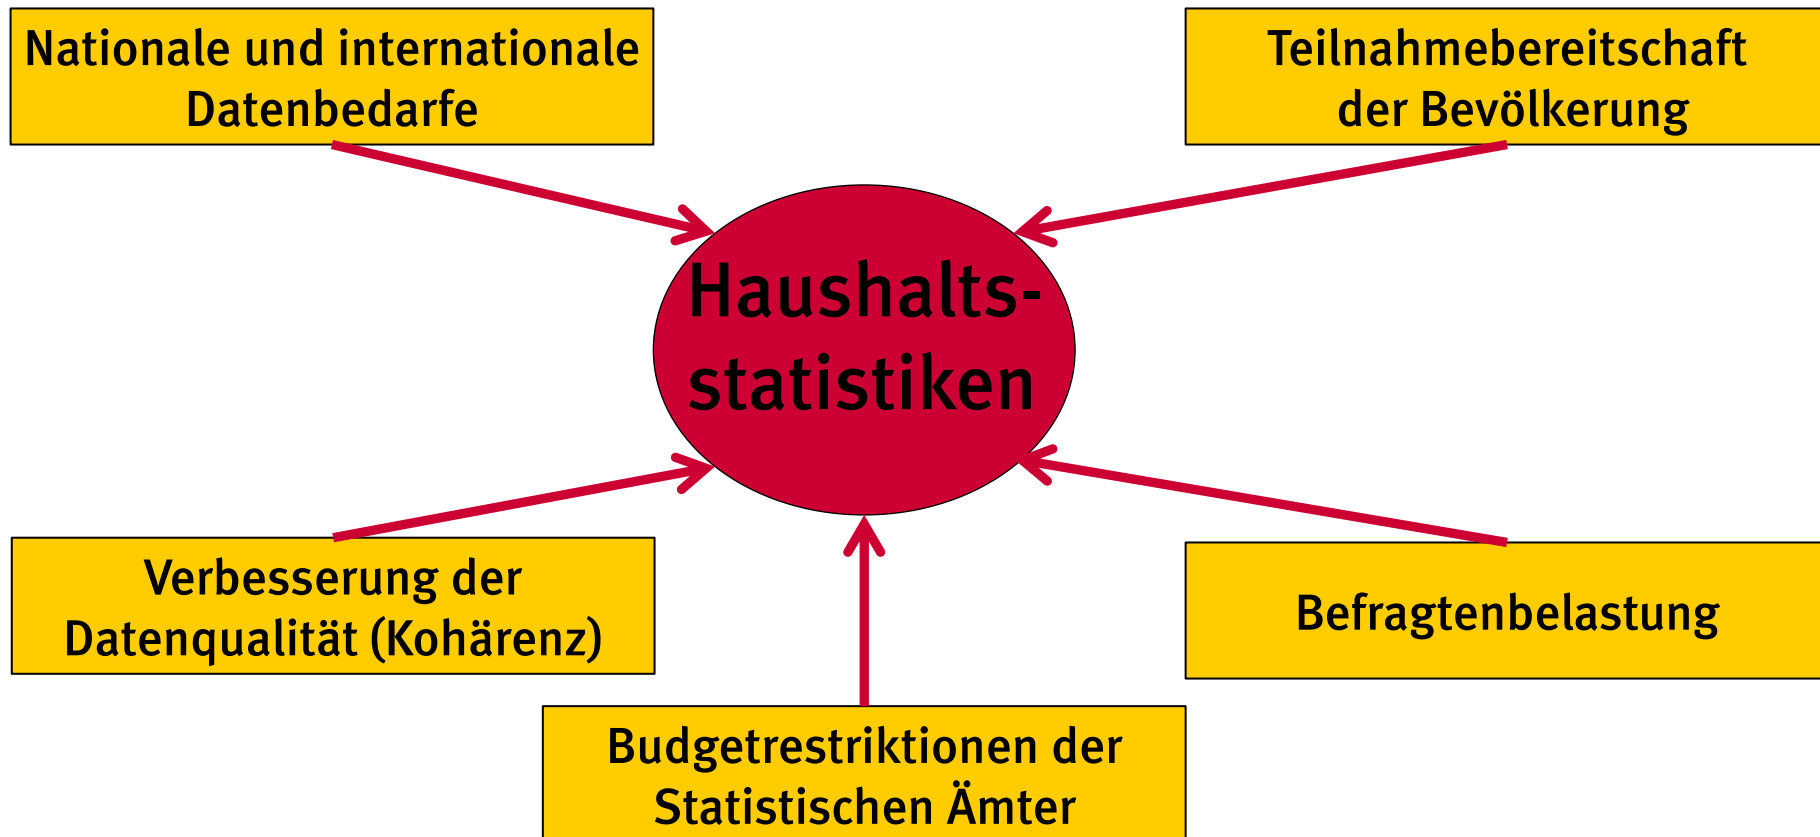 Nationale und internationale
Datenbedarfe
Teilnahmebereitschaft
der Bevölkerung
Haushalts-
statistiken
Verbesserung der
Datenqualität (Kohärenz)
Befragtenbelastung
Budgetrestriktionen der
Statistischen Ämter